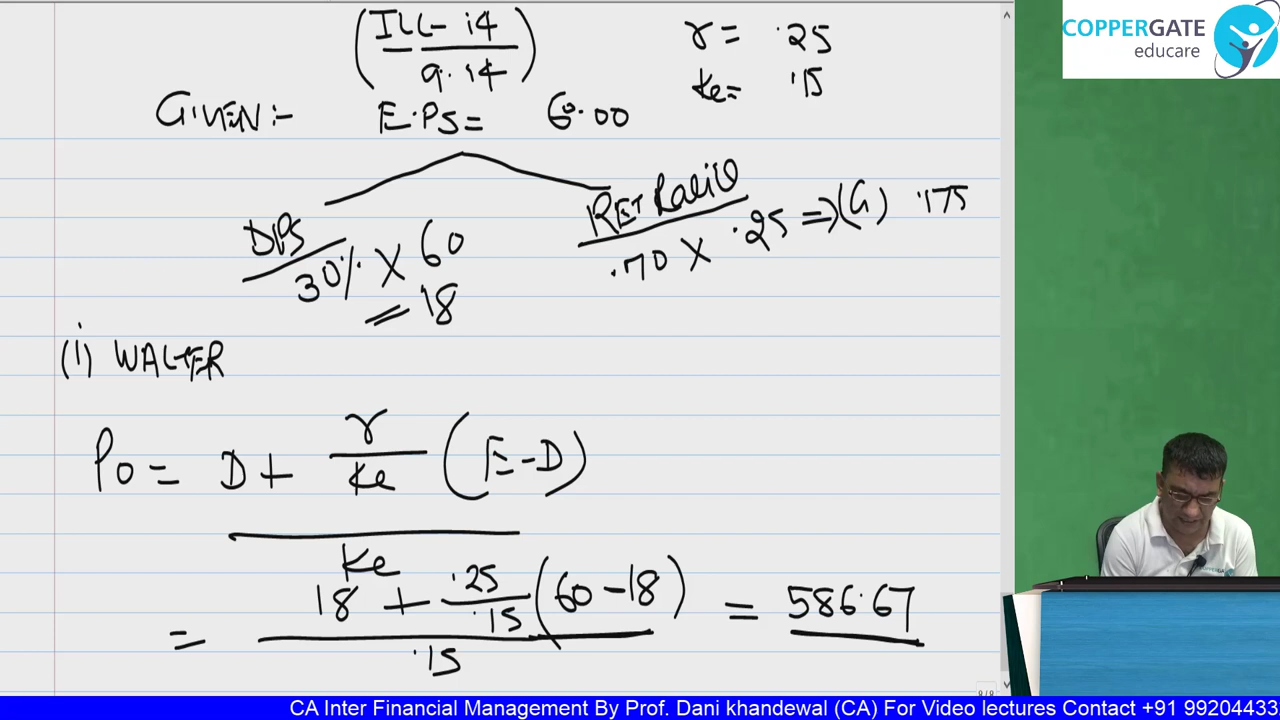 (ILL-14
9.14)
r = .25
Ke= .15
GIVEN:- E.PS= 60.00
DPS
30% X 60
= 18
RET Ratio
.70 X .25 => (G) .175
(i) WALTER
Po = D + r/Ke (E-D)
Ke
= 18 + .25/.15 (60-18) = 586.67
.15
COPPERGATE
educare
CA Inter Financial Management By Prof. Dani khandewal (CA) For Video lectures Contact +91 99204433